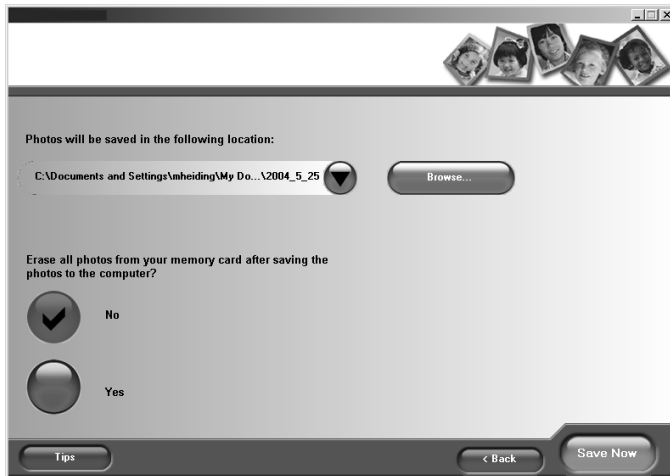 Photos will be saved in the following location:
C:\Documents and Settings\mheiding\My Do...\2004_5_25
Browse...
Erase all photos from your memory card after saving the
photos to the computer?
No
Yes
Tips
< Back
Save Now